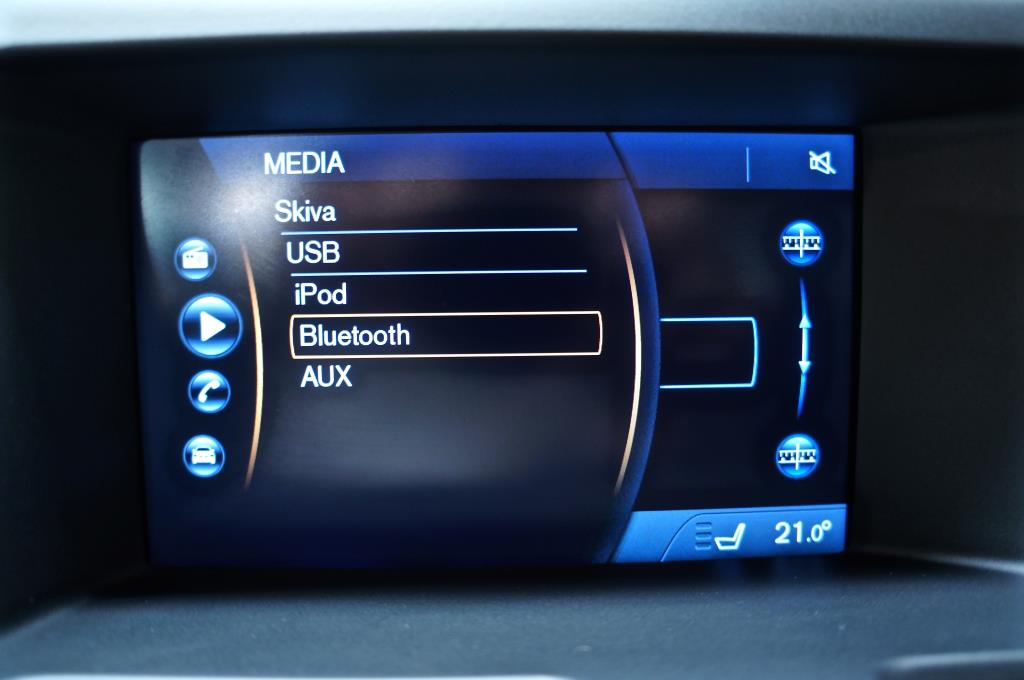 MEDIA
Skiva
USB
iPod
Bluetooth
AUX
21.0°